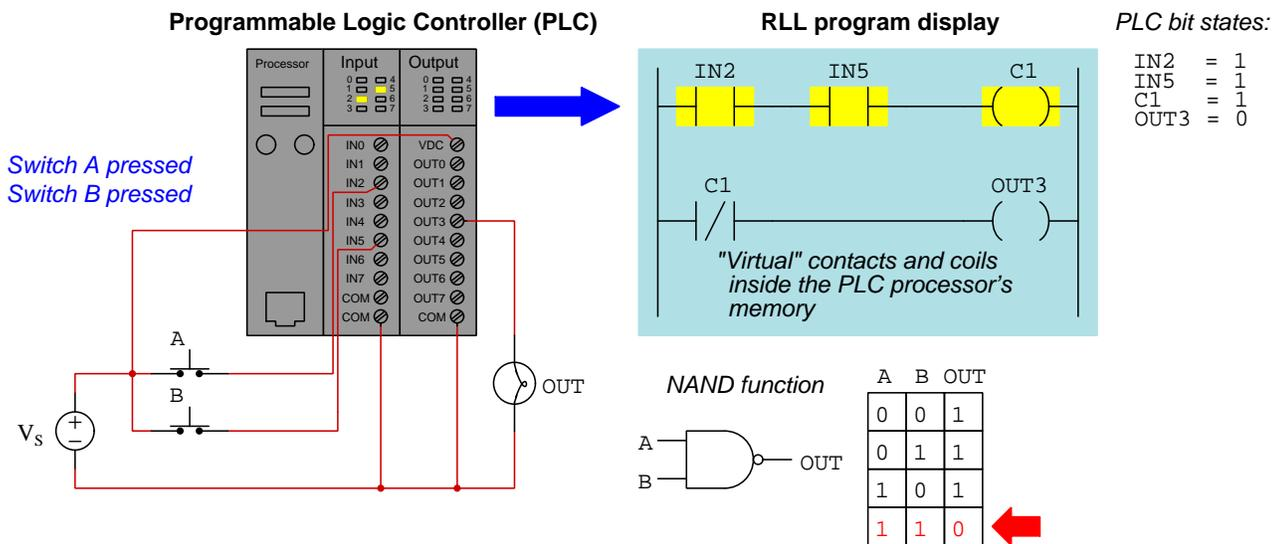 Programmable Logic Controller (PLC)
RLL program display
PLC bit states:
Processor
Input
Output
0 4
1 5
2 6
3 7
0 4
1 5
2 6
3 7
IN0
IN1
IN2
IN3
IN4
IN5
IN6
IN7
COM
COM
VDC
OUT0
OUT1
OUT2
OUT3
OUT4
OUT5
OUT6
OUT7
COM
IN2 IN5 C1
C1 OUT3
"Virtual" contacts and coils
inside the PLC processor's
memory
IN2 = 1
IN5 = 1
C1 = 1
OUT3 = 0
Switch A pressed
Switch B pressed
A
B
VS
+
−
OUT
NAND function
A
B
OUT
A B OUT
0 0 1
0 1 1
1 0 1
1 1 0